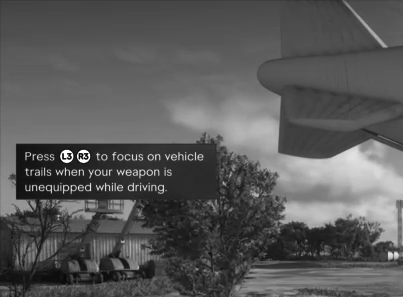 Press L3 R3 to focus on vehicle
trails when your weapon is
unequipped while driving.